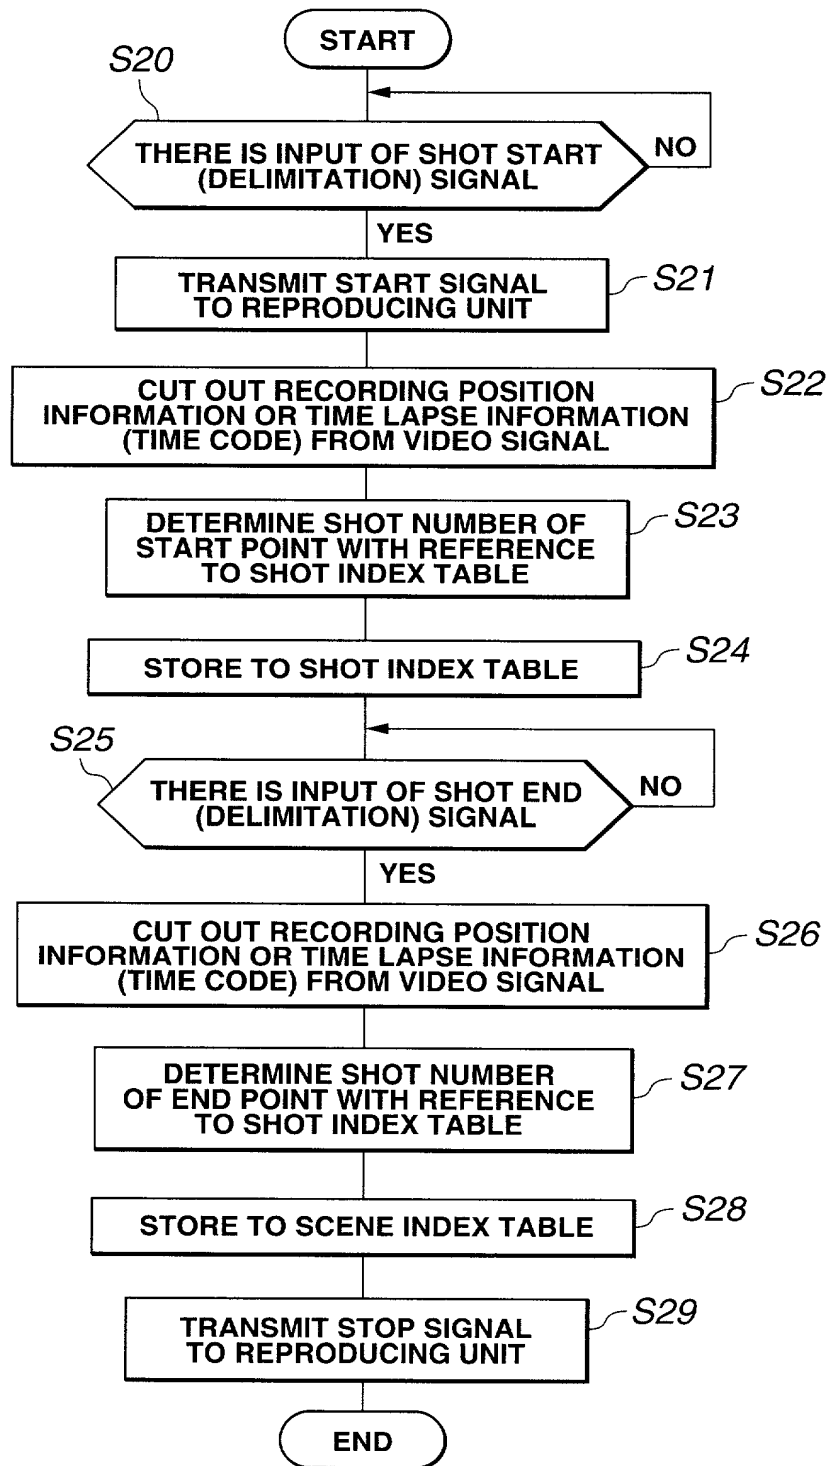 START
S20
THERE IS INPUT OF SHOT START
(DELIMITATION) SIGNAL
NO
YES
TRANSMIT START SIGNAL
TO REPRODUCING UNIT
S21
CUT OUT RECORDING POSITION
INFORMATION OR TIME LAPSE INFORMATION
(TIME CODE) FROM VIDEO SIGNAL
S22
DETERMINE SHOT NUMBER OF
START POINT WITH REFERENCE
TO SHOT INDEX TABLE
S23
STORE TO SHOT INDEX TABLE
S24
S25
THERE IS INPUT OF SHOT END
(DELIMITATION) SIGNAL
NO
YES
CUT OUT RECORDING POSITION
INFORMATION OR TIME LAPSE INFORMATION
(TIME CODE) FROM VIDEO SIGNAL
S26
DETERMINE SHOT NUMBER
OF END POINT WITH REFERENCE
TO SHOT INDEX TABLE
S27
STORE TO SCENE INDEX TABLE
S28
TRANSMIT STOP SIGNAL
TO REPRODUCING UNIT
S29
END